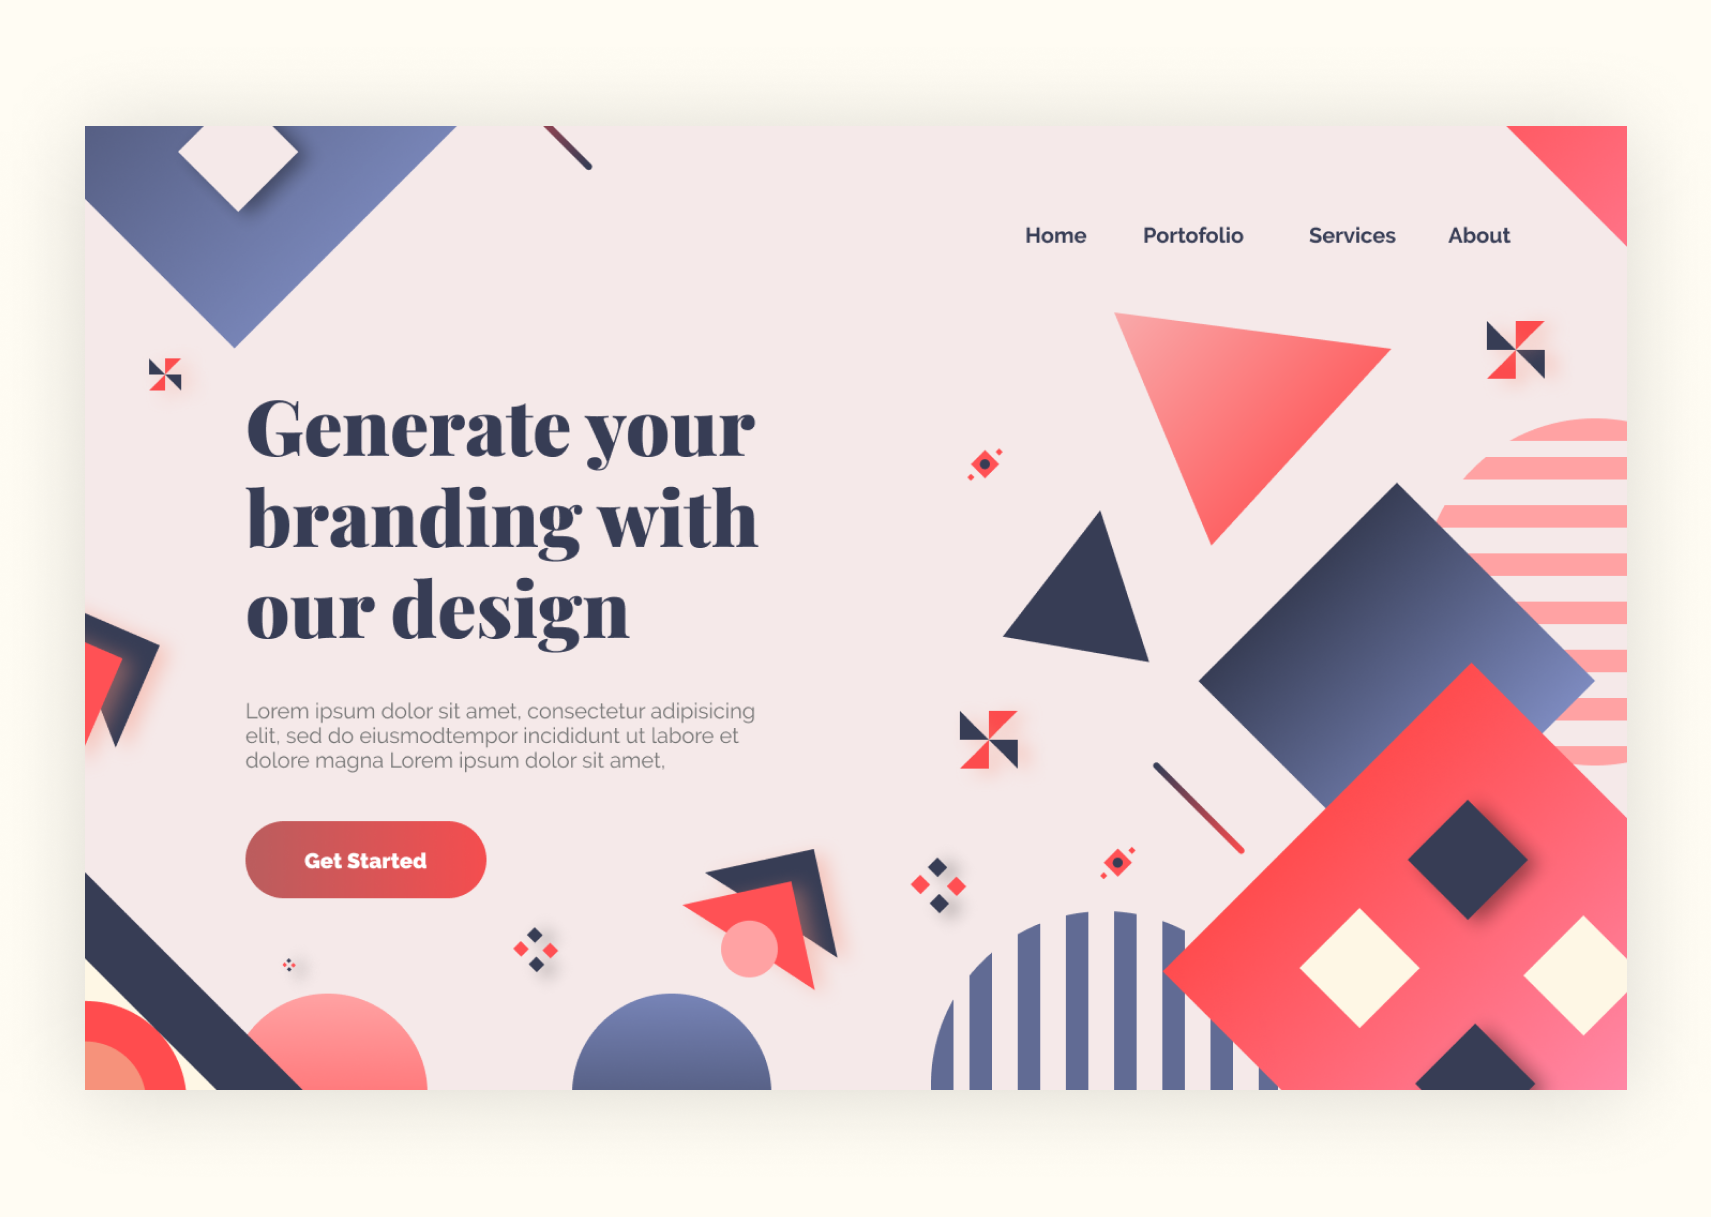 Home Portofolio Services About
Generate your
branding with
our design
Lorem ipsum dolor sit amet, consectetur adipisicing
elit, sed do eiusmodtempor incididunt ut labore et
dolore magna Lorem ipsum dolor sit amet,
Get Started